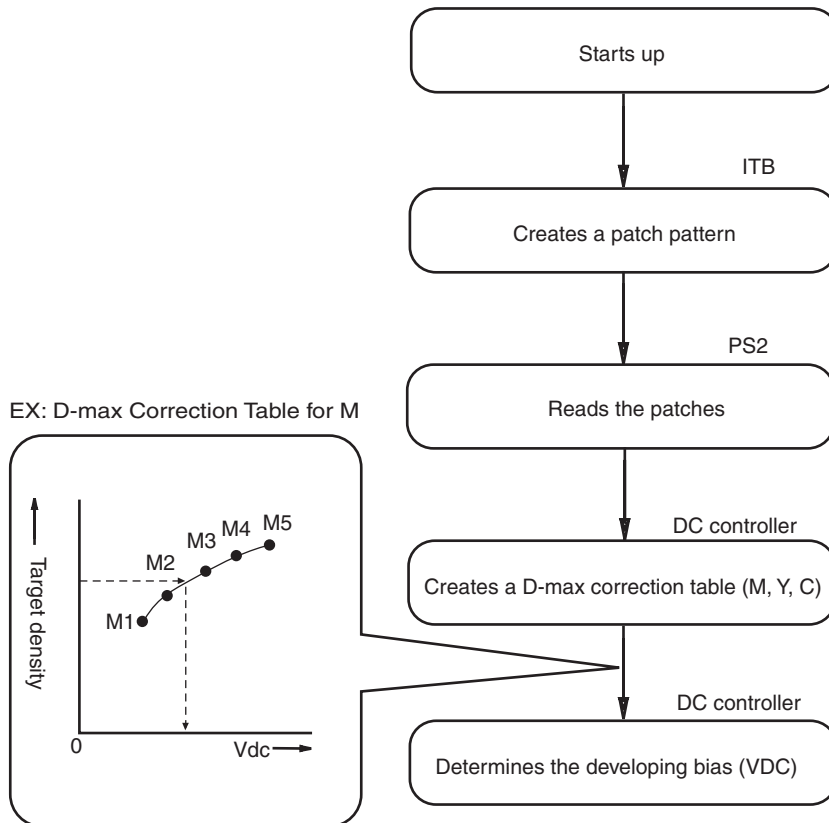 Starts up
ITB
Creates a patch pattern
PS2
Reads the patches
DC controller
Creates a D-max correction table (M, Y, C)
DC controller
Determines the developing bias (VDC)
EX: D-max Correction Table for M
Target density
M1
M2
M3
M4
M5
0
Vdc